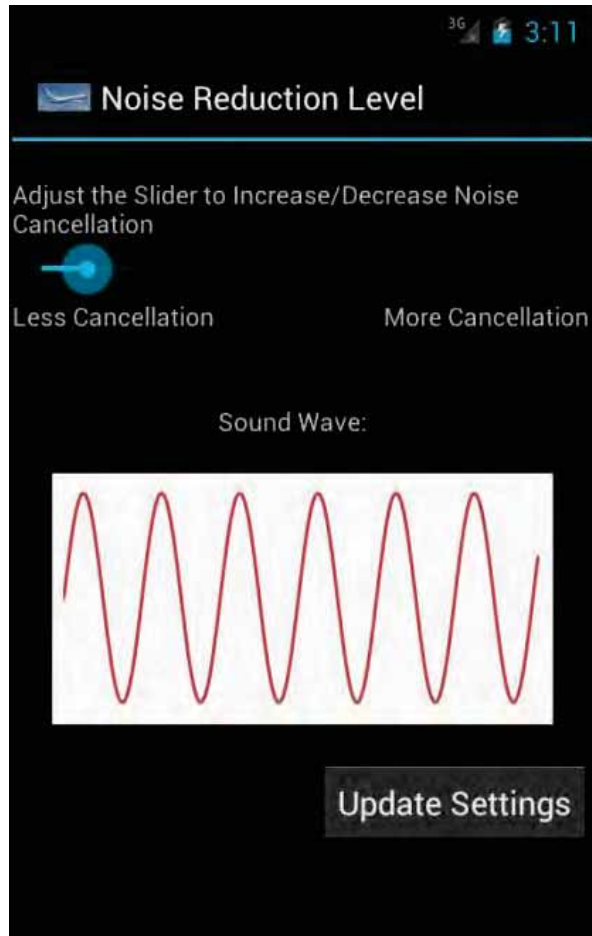 3G 3:11
Noise Reduction Level
Adjust the Slider to Increase/Decrease Noise
Cancellation
Less Cancellation More Cancellation
Sound Wave:
Update Settings